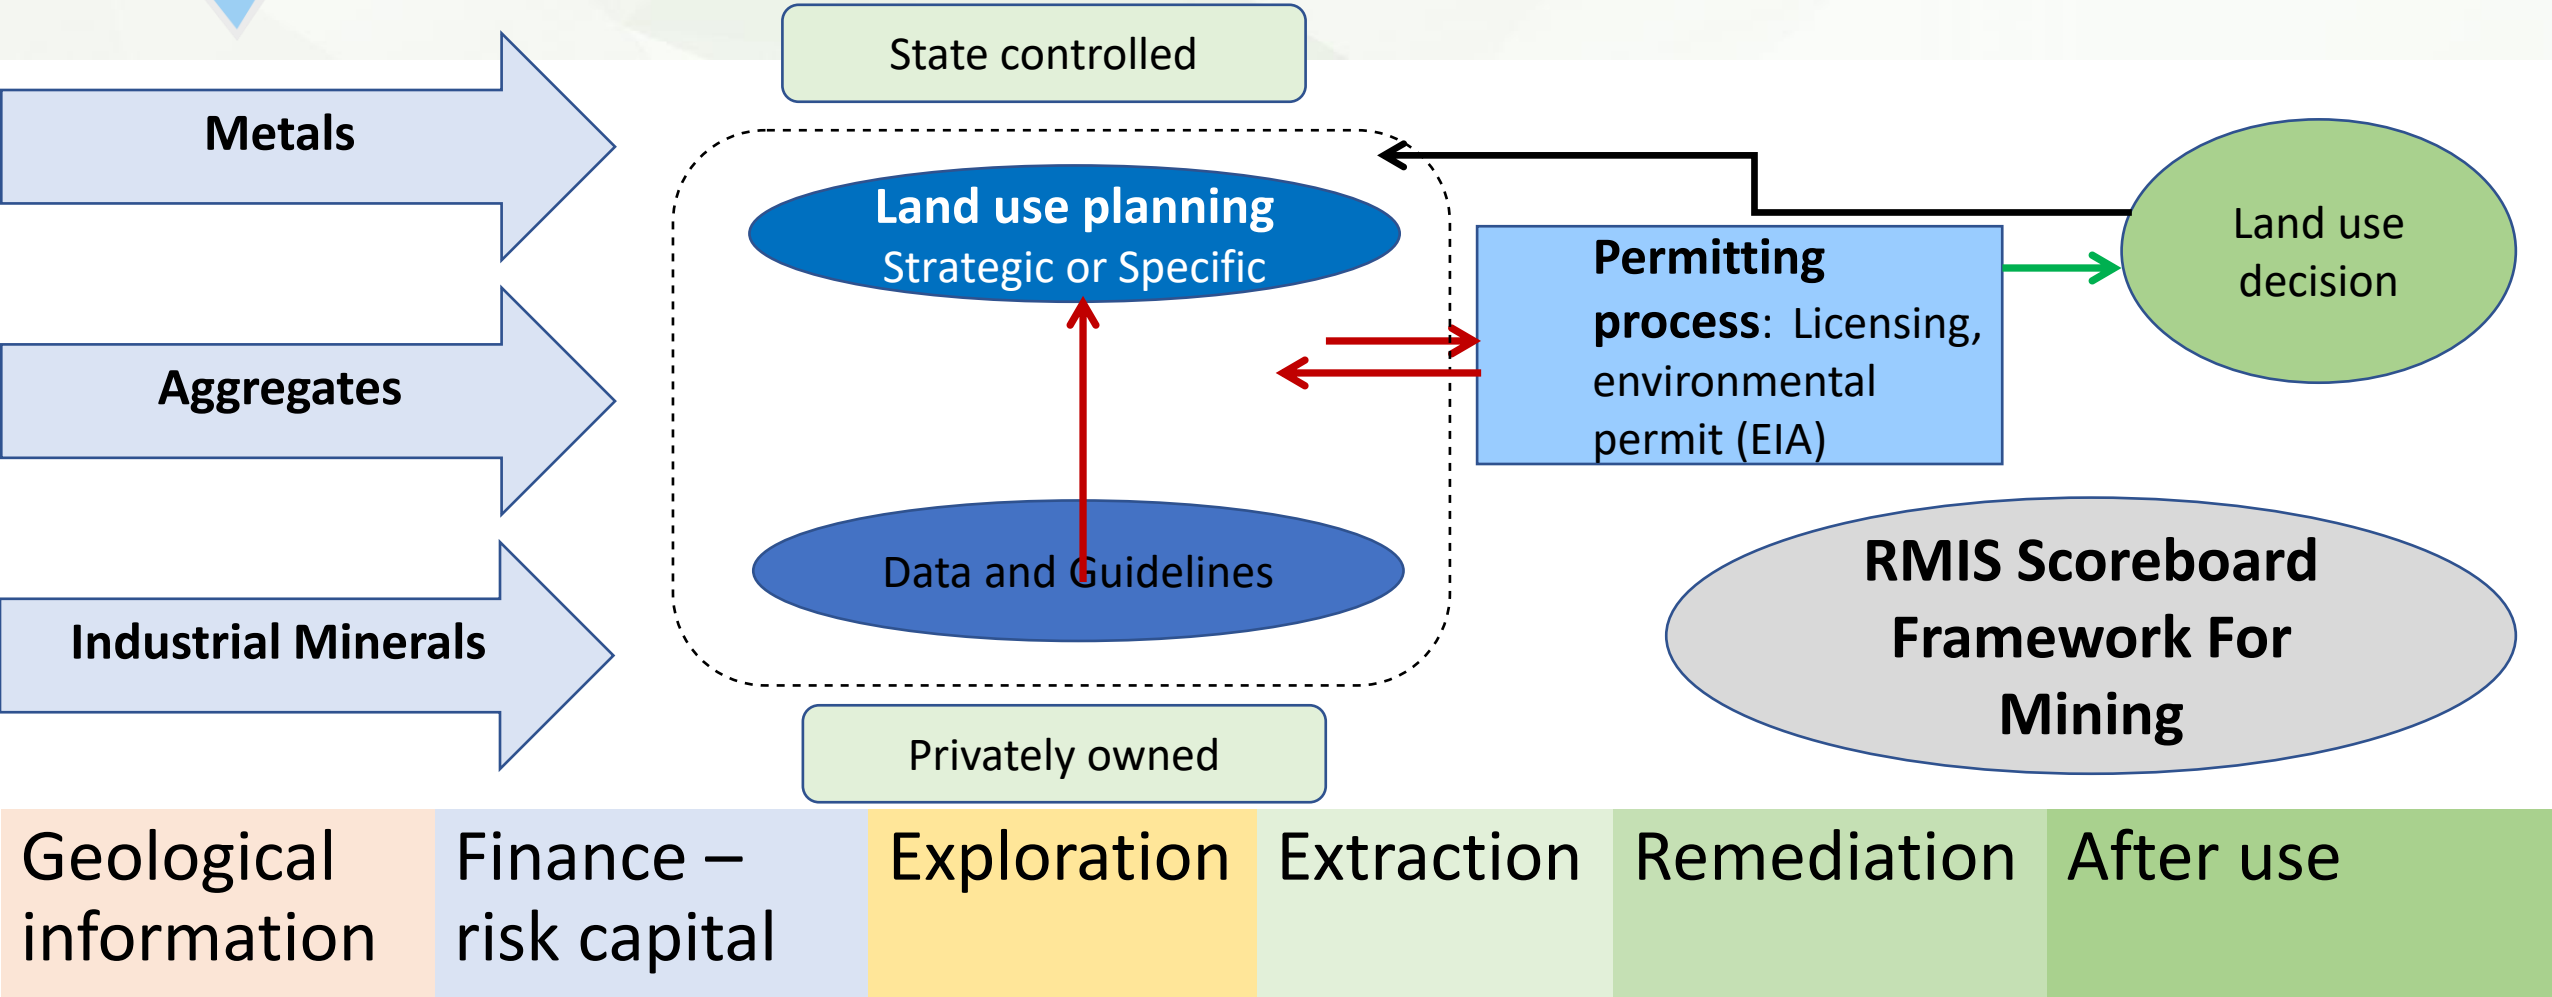 State controlled
Metals
Aggregates
Industrial Minerals
Land use planning
Strategic or Specific
Data and Guidelines
Privately owned
Permitting
process: Licensing,
environmental
permit (EIA)
Land use
decision
RMIS Scoreboard
Framework For
Mining
Geological
information
Finance –
risk capital
Exploration
Extraction
Remediation
After use